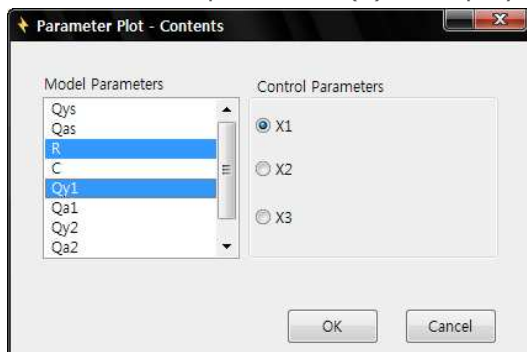 Parameter Plot - Contents
Model Parameters
Control Parameters
Qys
Qas
R
C
Qy1
Qa1
Qy2
Qa2
X1
X2
X3
OK
Cancel